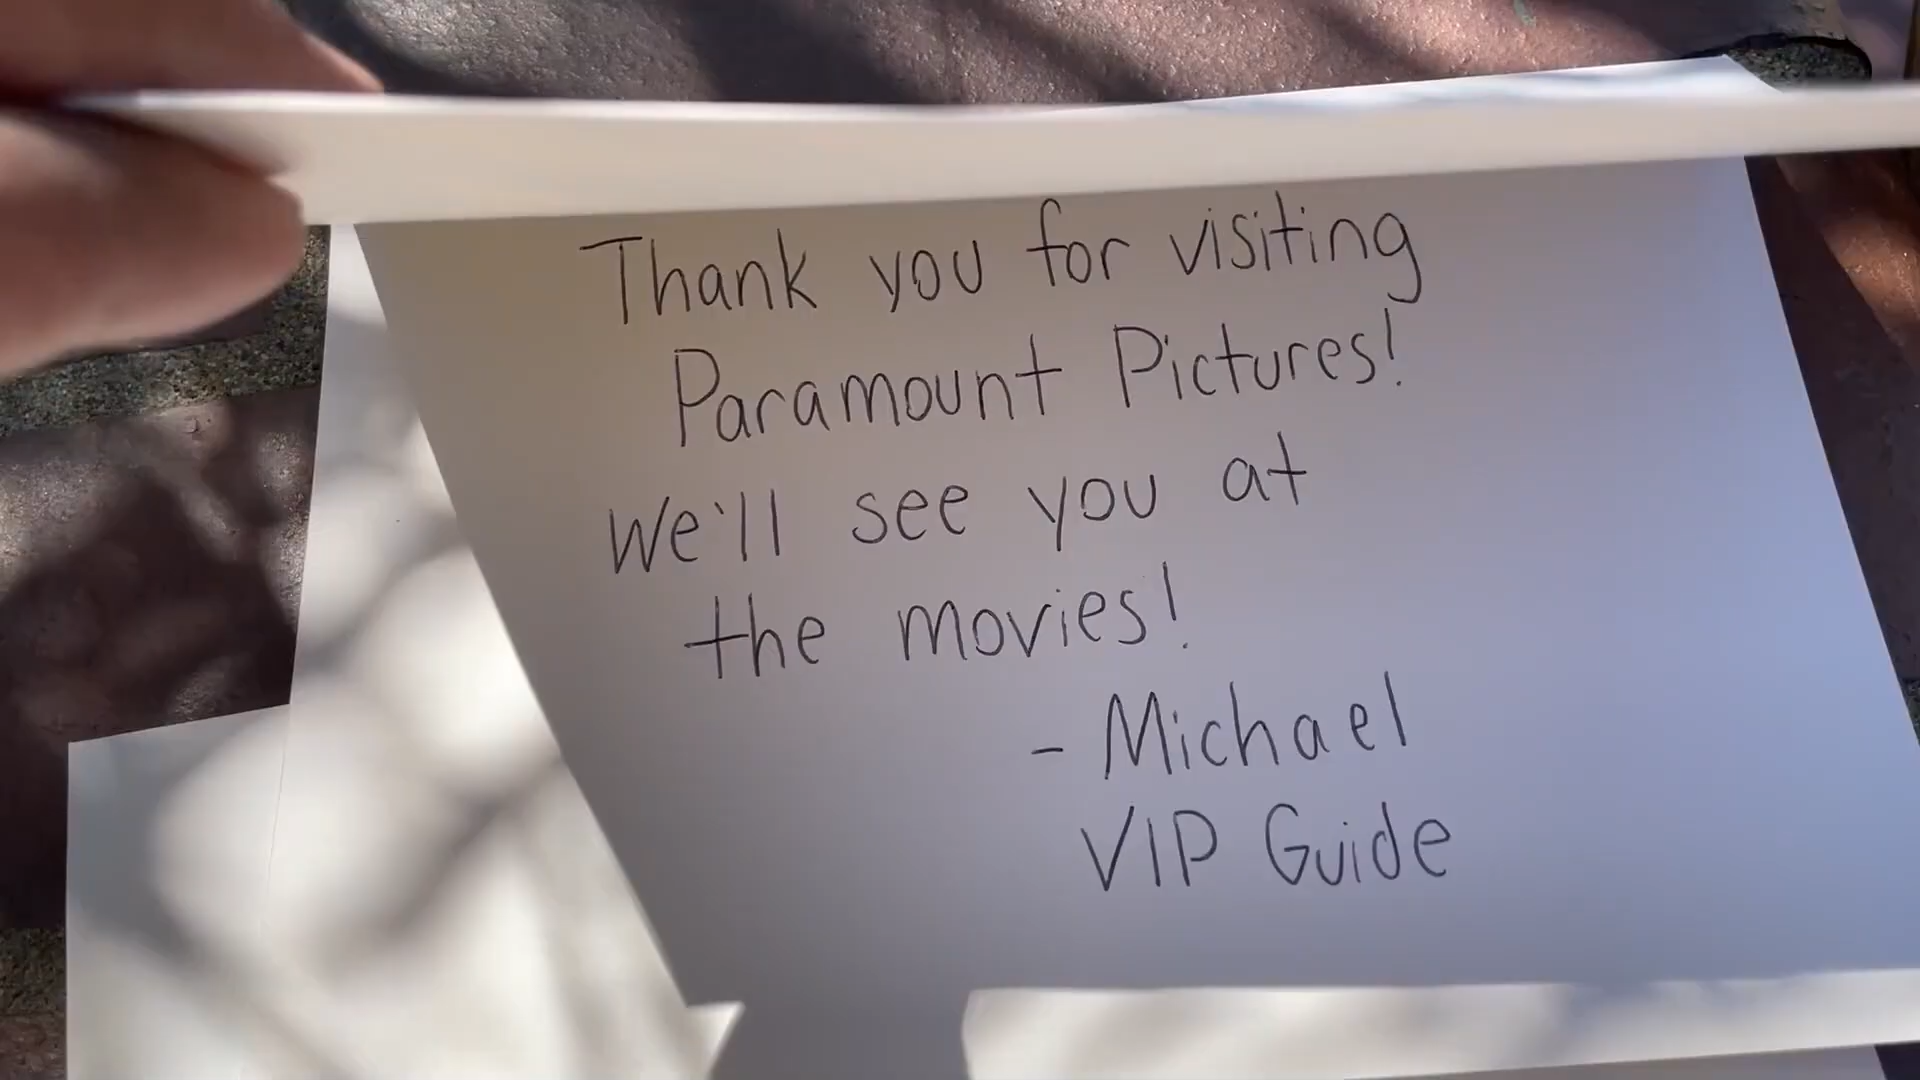 Thank you for visiting
Paramount Pictures!
We'll see you at
the movies!
- Michael
VIP Guide